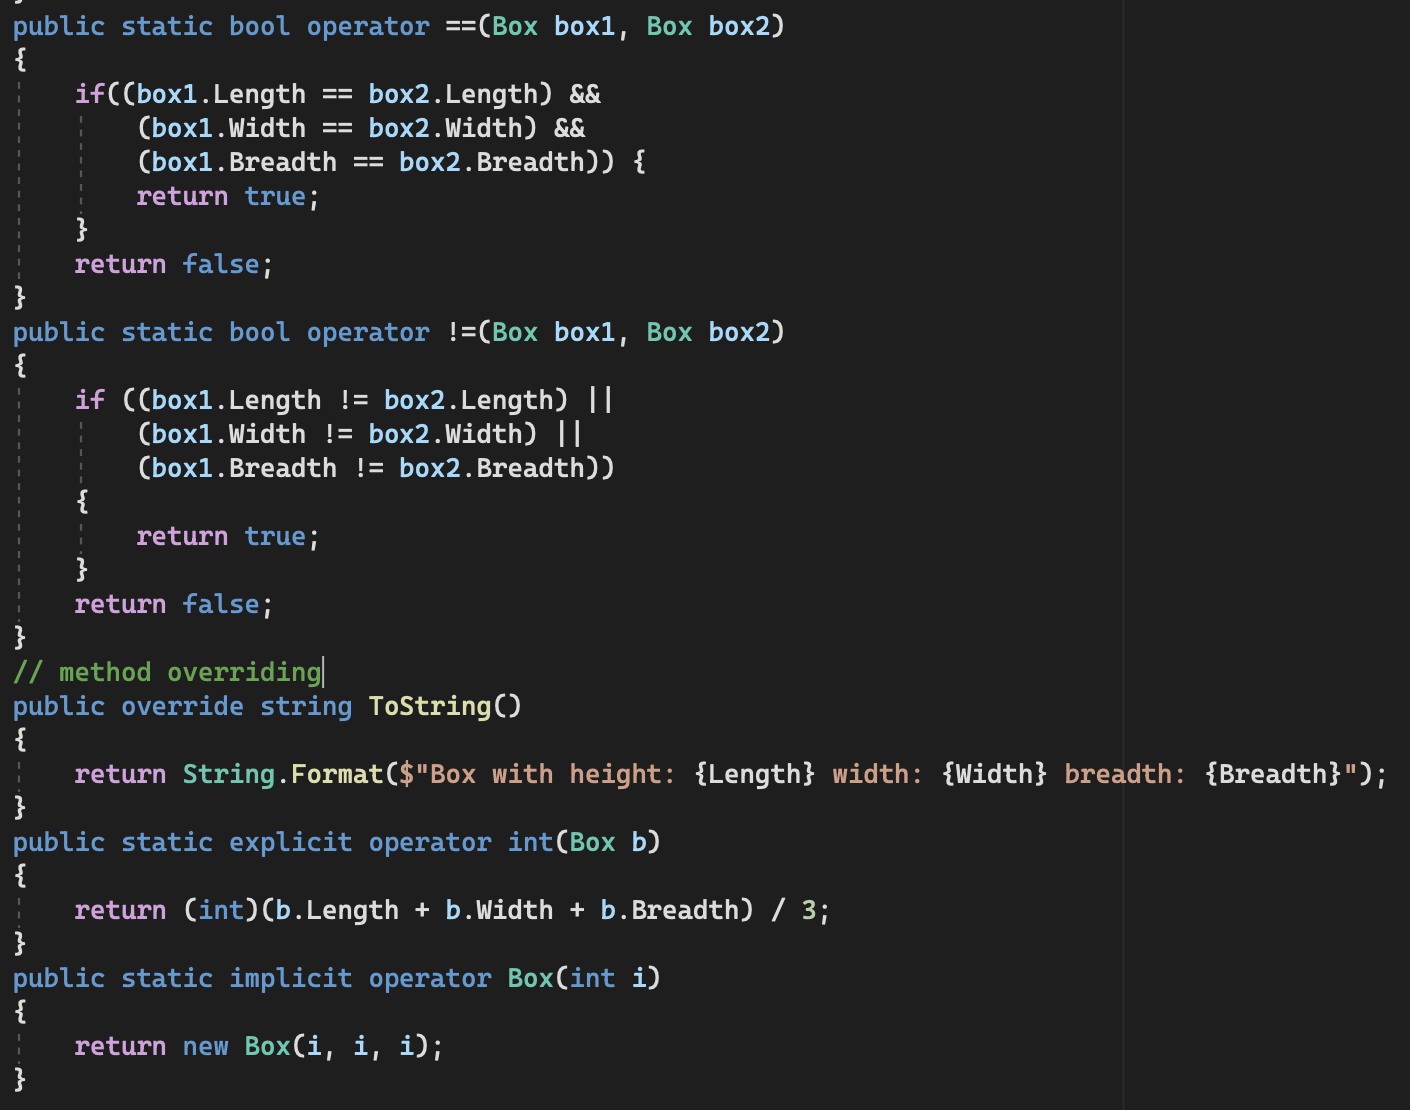 }
public static bool operator ==(Box box1, Box box2)
{
    if((box1.Length == box2.Length) &&
        (box1.Width == box2.Width) &&
        (box1.Breadth == box2.Breadth)) {
        return true;
    }
    return false;
}
public static bool operator !=(Box box1, Box box2)
{
    if ((box1.Length != box2.Length) ||
        (box1.Width != box2.Width) ||
        (box1.Breadth != box2.Breadth))
    {
        return true;
    }
    return false;
}
// method overriding
public override string ToString()
{
    return String.Format($"Box with height: {Length} width: {Width} breadth: {Breadth}");
}
public static explicit operator int(Box b)
{
    return (int)(b.Length + b.Width + b.Breadth) / 3;
}
public static implicit operator Box(int i)
{
    return new Box(i, i, i);
}